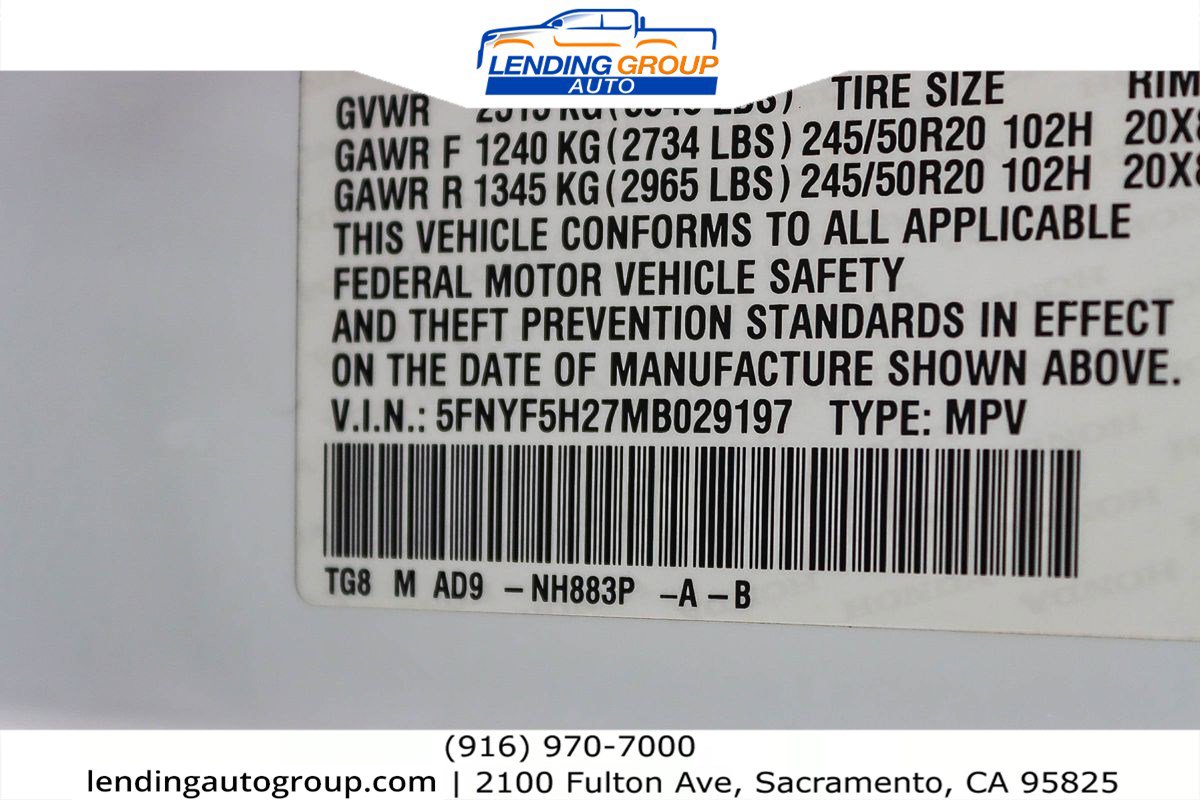 LENDING GROUP
AUTO
GVWR TIRE SIZE RIM
GAWR F 1240 KG (2734 LBS) 245/50R20 102H 20X8
GAWR R 1345 KG (2965 LBS) 245/50R20 102H 20X8
THIS VEHICLE CONFORMS TO ALL APPLICABLE
FEDERAL MOTOR VEHICLE SAFETY
AND THEFT PREVENTION STANDARDS IN EFFECT
ON THE DATE OF MANUFACTURE SHOWN ABOVE.
V.I.N.: 5FNYF5H27MB029197 TYPE: MPV
TG8 M AD9 -NH883P -A-B
(916) 970-7000
lendingautogroup.com | 2100 Fulton Ave, Sacramento, CA 95825